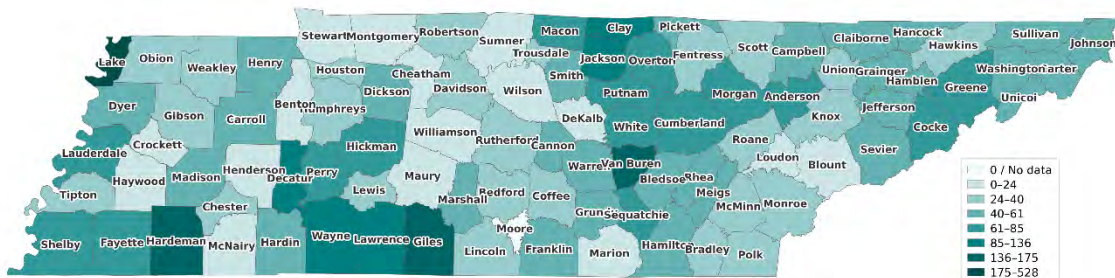 Stewart Montgomery Robertson Sumner Macon Clay Pickett Claiborne Hancock Sullivan
Lake Obion Weakley Henry Houston Cheatham Trousdale Jackson Overton Fentress Scott Campbell Hawkins Johnson
Smith Union Grainger Washington Carter
Dyer Gibson Carroll Benton Humphreys Dickson Davidson Wilson Putnam Morgan Anderson Hamblen Greene Unicoi
Lauderdale Crockett Hickman Williamson Rutherford Cannon DeKalb White Cumberland Roane Knox Jefferson Cocke
Haywood Madison Henderson Decatur Perry Maury Warren Van Buren Bledsoe Rhea Loudon Blount Sevier
Tipton Chester Lewis Marshall Bedford Coffee Grundy Sequatchie Meigs McMinn Monroe
Shelby Fayette Hardeman McNairy Hardin Wayne Lawrence Giles Lincoln Moore Franklin Marion Hamilton Bradley Polk
0 / No data
0–24
24–40
40–61
61–85
85–136
136–175
175–528